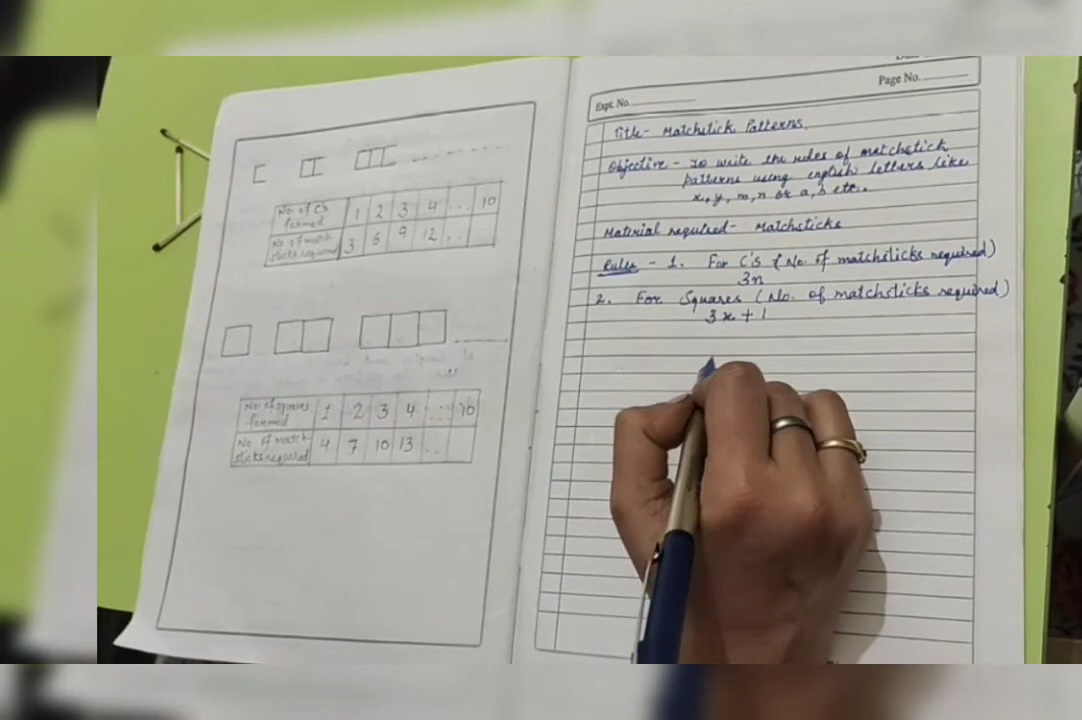 No. of C's formed 1 2 3 4 ... 10
No. of match- sticks required 3 6 9 12 ..
No. of squares formed 1 2 3 4 ... 10
No. of match- sticks required 4 7 10 13 ..
Page No.
Expt. No.
Title- Matchstick Patterns
Objective - To write the rules of matchstick
patterns using english letters like
x, y, m, n or a, b etc..
Material required- Matchsticks
Rules - 1. For C's (No. of matchsticks required)
3n
2. For Squares (No. of matchsticks required)
3x + 1